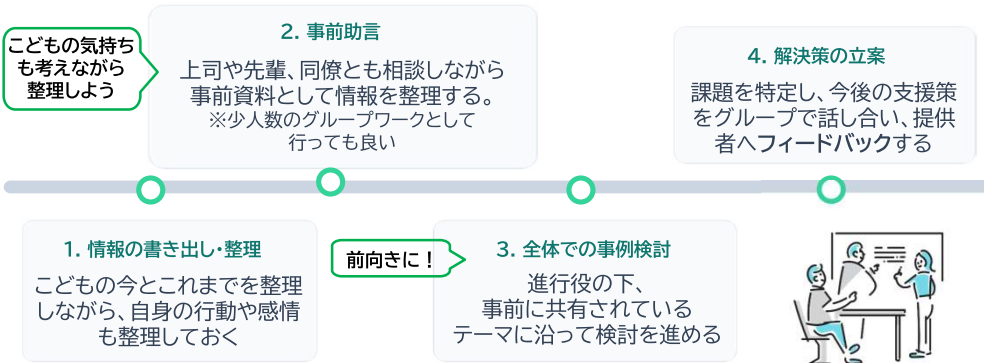 こどもの気持ち
も考えながら
整理しよう
2. 事前助言
上司や先輩、同僚とも相談しながら
事前資料として情報を整理する。
※少人数のグループワークとして
行っても良い
4. 解決策の立案
課題を特定し、今後の支援策
をグループで話し合い、提供
者へフィードバックする
1. 情報の書き出し・整理
こどもの今とこれまでを整理
しながら、自身の行動や感情
も整理しておく
前向きに！
3. 全体での事例検討
進行役の下、
事前に共有されている
テーマに沿って検討を進める